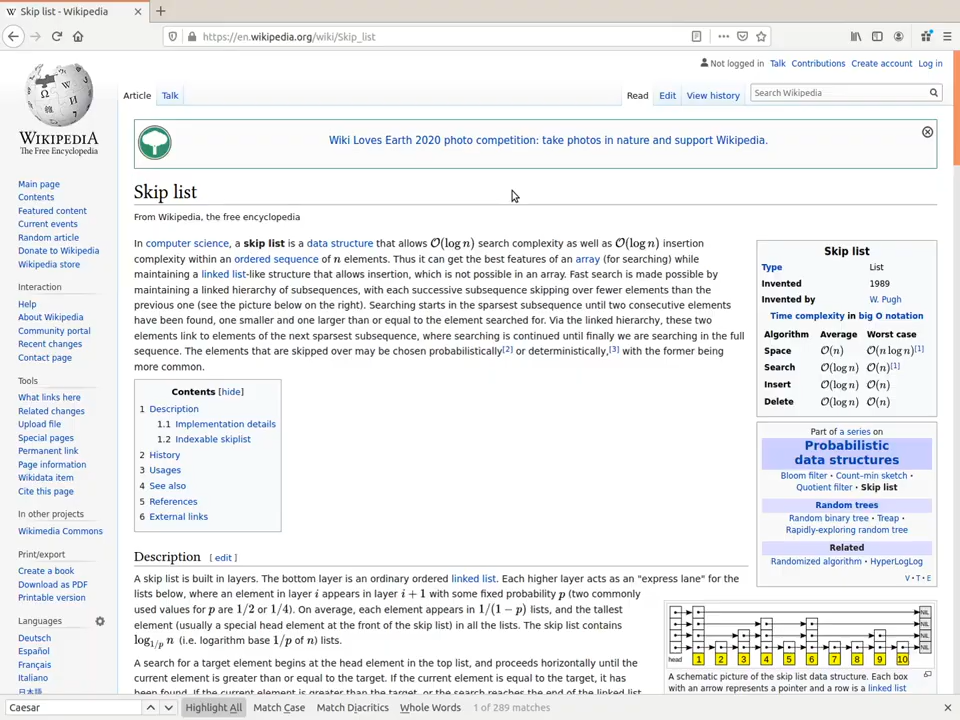 Skip list - Wikipedia
https://en.wikipedia.org/wiki/Skip_list
Not logged in Talk Contributions Create account Log in
Article Talk Read Edit View history Search Wikipedia
WIKIPEDIA
The Free Encyclopedia
Main page
Contents
Featured content
Current events
Random article
Donate to Wikipedia
Wikipedia store
Interaction
Help
About Wikipedia
Community portal
Recent changes
Contact page
Tools
What links here
Related changes
Upload file
Special pages
Permanent link
Page information
Wikidata item
Cite this page
In other projects
Wikimedia Commons
Print/export
Create a book
Download as PDF
Printable version
Languages
Deutsch
Español
Français
Italiano
日本語
Wiki Loves Earth 2020 photo competition: take photos in nature and support Wikipedia.
Skip list
From Wikipedia, the free encyclopedia
In computer science, a skip list is a data structure that allows O(log n) search complexity as well as O(log n) insertion
complexity within an ordered sequence of n elements. Thus it can get the best features of an array (for searching) while
maintaining a linked list-like structure that allows insertion, which is not possible in an array. Fast search is made possible by
maintaining a linked hierarchy of subsequences, with each successive subsequence skipping over fewer elements than the
previous one (see the picture below on the right). Searching starts in the sparsest subsequence until two consecutive elements
have been found, one smaller and one larger than or equal to the element searched for. Via the linked hierarchy, these two
elements link to elements of the next sparsest subsequence, where searching is continued until finally we are searching in the full
sequence. The elements that are skipped over may be chosen probabilistically[2] or deterministically,[3] with the former being
more common.
Contents [hide]
1 Description
1.1 Implementation details
1.2 Indexable skiplist
2 History
3 Usages
4 See also
5 References
6 External links
Description [ edit ]
A skip list is built in layers. The bottom layer is an ordinary ordered linked list. Each higher layer acts as an "express lane" for the
lists below, where an element in layer i appears in layer i + 1 with some fixed probability p (two commonly
used values for p are 1/2 or 1/4). On average, each element appears in 1/(1 − p) lists, and the tallest
element (usually a special head element at the front of the skip list) in all the lists. The skip list contains
log1/p n (i.e. logarithm base 1/p of n) lists.
A search for a target element begins at the head element in the top list, and proceeds horizontally until the
current element is greater than or equal to the target. If the current element is equal to the target, it has
been found. If the current element is greater than the target, or the search reaches the end of the linked list
Skip list
Type List
Invented 1989
Invented by W. Pugh
Time complexity in big O notation
Algorithm Average Worst case
Space O(n) O(n log n)[1]
Search O(log n) O(n)[1]
Insert O(log n) O(n)
Delete O(log n) O(n)
Part of a series on
Probabilistic
data structures
Bloom filter · Count–min sketch ·
Quotient filter · Skip list
Random trees
Random binary tree · Treap ·
Rapidly-exploring random tree
Related
Randomized algorithm · HyperLogLog
V · T · E
NIL
NIL
NIL
NIL
head 1 2 3 4 5 6 7 8 9 10
A schematic picture of the skip list data structure. Each box
with an arrow represents a pointer and a row is a linked list
Caesar Highlight All Match Case Match Diacritics Whole Words 1 of 289 matches